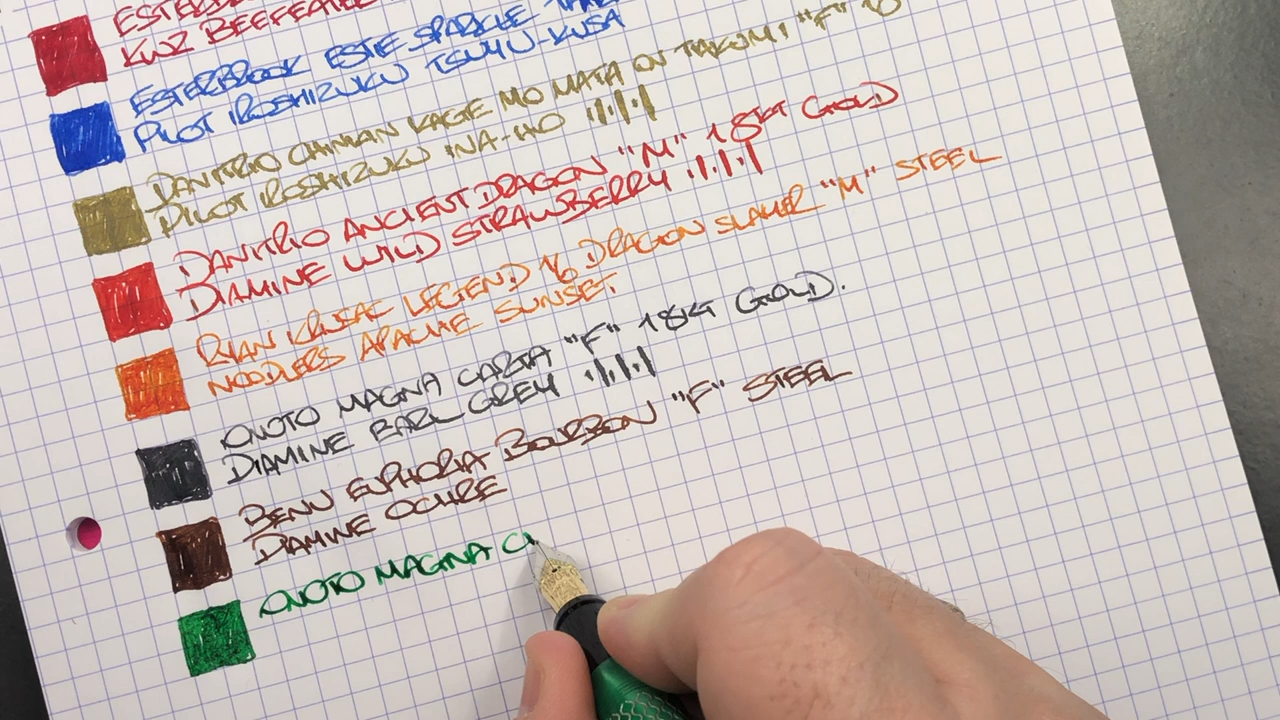 ESTERBRO
KWZ BEEFEATER
ESTERBROOK ESTIE SPARKLE
PILOT IROSHIZUKU TSUYU-KUSA
DANITRIO CHINKAN KAGE MO MATA ON TAKUMI "F"
PILOT IROSHIZUKU INA-HO
DANITRIO ANCIENT DRAGON "M" 18KT GOLD
DIAMINE WILD STRAWBERRY
RYAN KRUSAC LEGEND 16 DRAGON SLAYER "M" STEEL
NOODLERS APACHE SUNSET.
ONOTO MAGNA CARTA "F" 18KT GOLD.
DIAMINE EARL GREY
BENU EUPHORIA BOURBON "F" STEEL
DIAMINE OCHRE
ONOTO MAGNA C